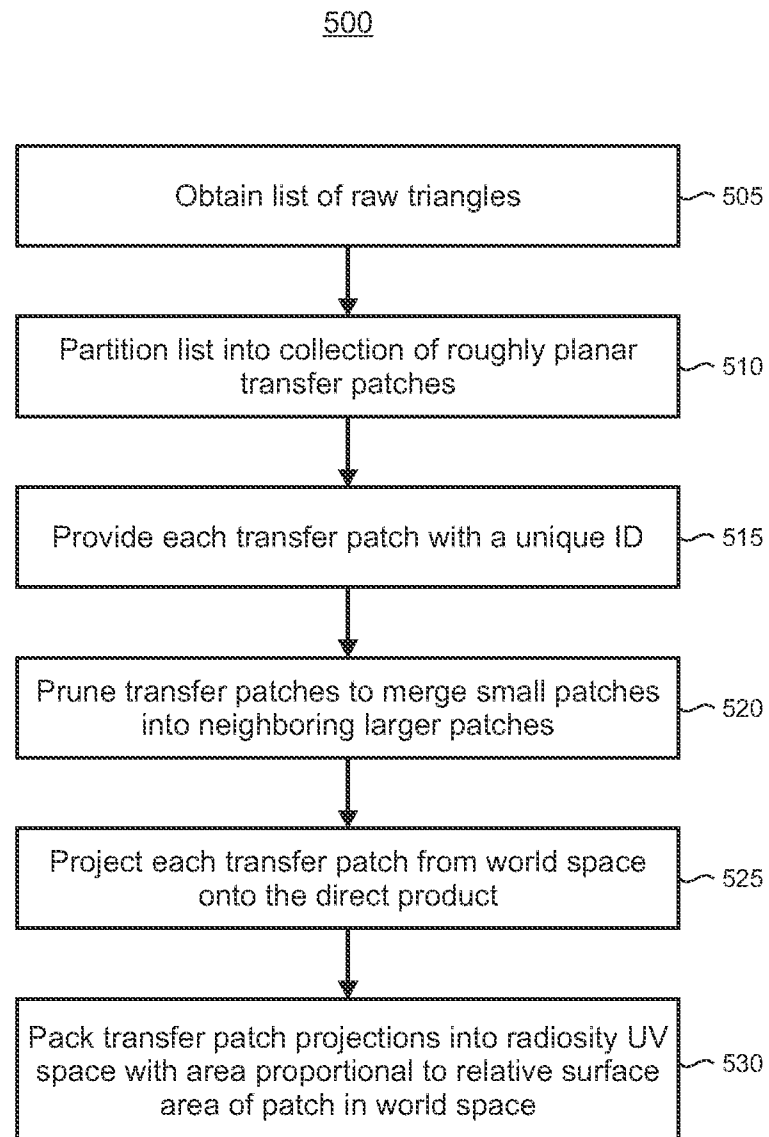 500
Obtain list of raw triangles
505
Partition list into collection of roughly planar
transfer patches
510
Provide each transfer patch with a unique ID
515
Prune transfer patches to merge small patches
into neighboring larger patches
520
Project each transfer patch from world space
onto the direct product
525
Pack transfer patch projections into radiosity UV
space with area proportional to relative surface
area of patch in world space
530